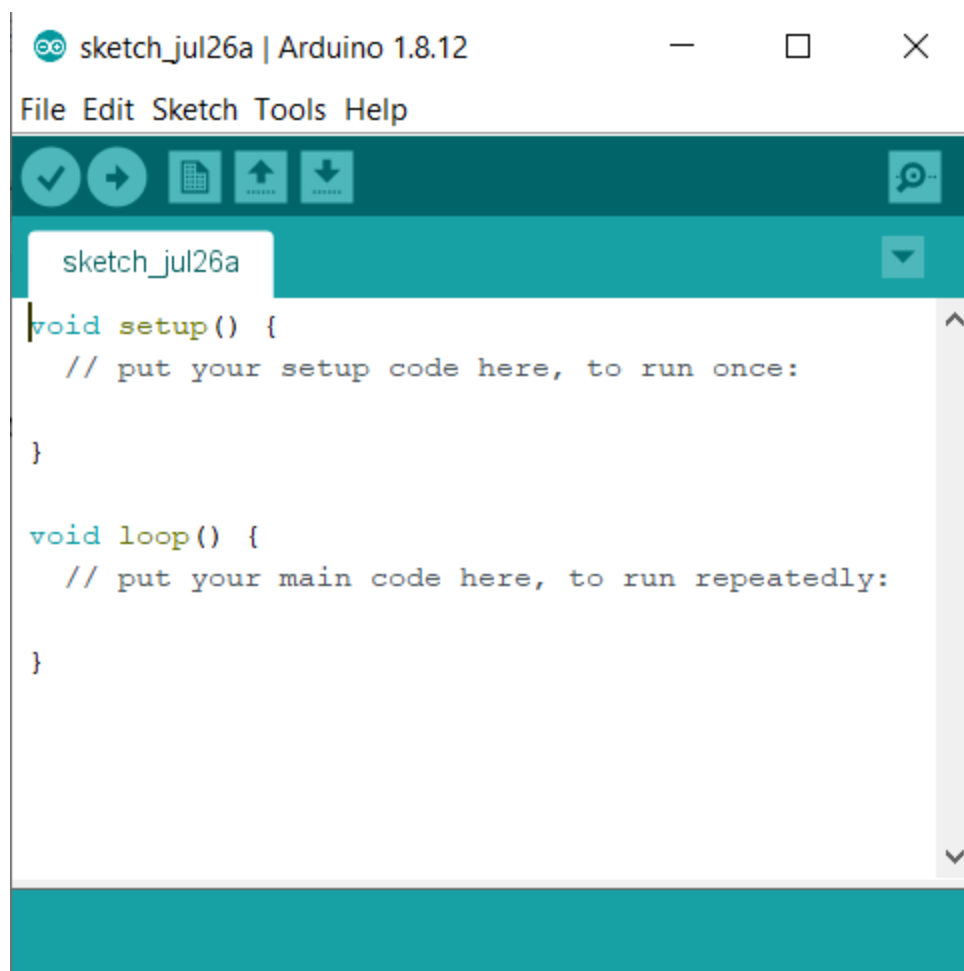 sketch_jul26a | Arduino 1.8.12
File Edit Sketch Tools Help
sketch_jul26a
void setup() {
  // put your setup code here, to run once:

}

void loop() {
  // put your main code here, to run repeatedly:

}